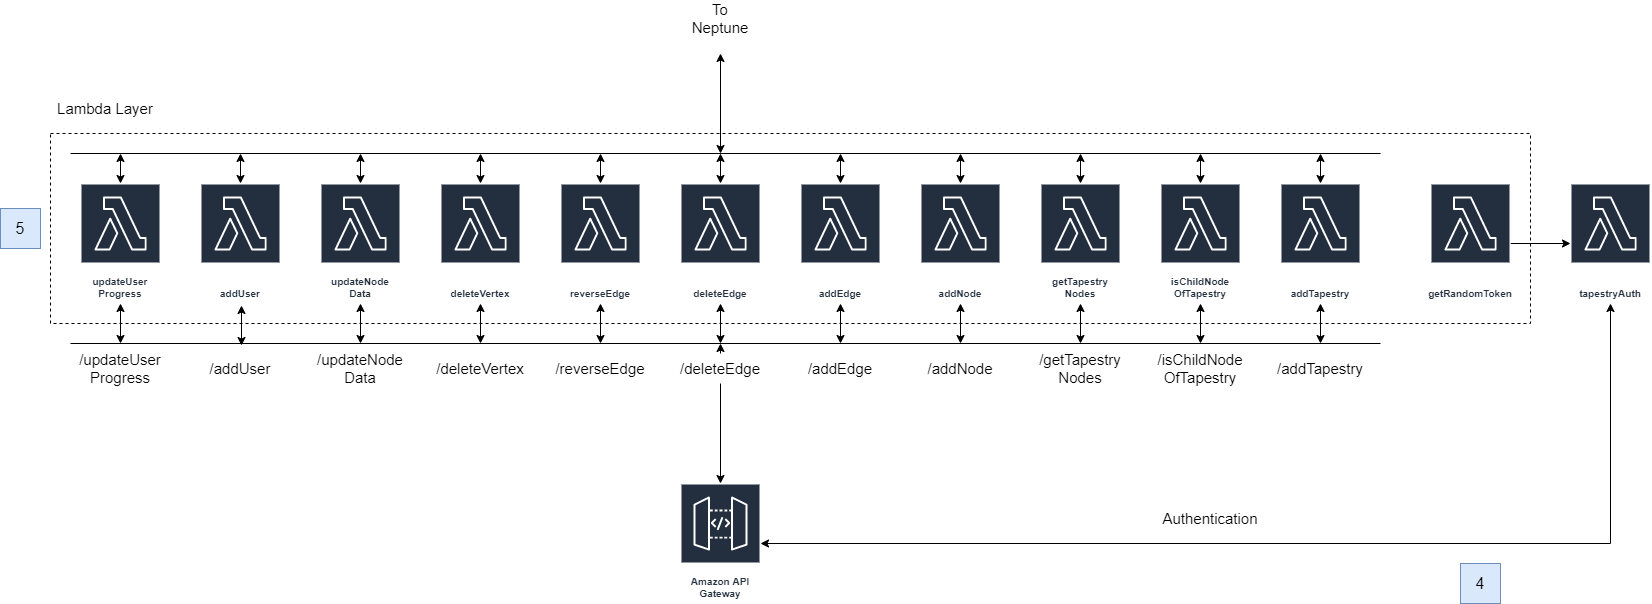 To
Neptune
Lambda Layer
5
updateUser
Progress
addUser
updateNode
Data
deleteVertex
reverseEdge
deleteEdge
addEdge
addNode
getTapestry
Nodes
isChildNode
OfTapestry
addTapestry
getRandomToken
tapestryAuth
/updateUser
Progress
/addUser
/updateNode
Data
/deleteVertex
/reverseEdge
/deleteEdge
/addEdge
/addNode
/getTapestry
Nodes
/isChildNode
OfTapestry
/addTapestry
</>
Authentication
Amazon API
Gateway
4